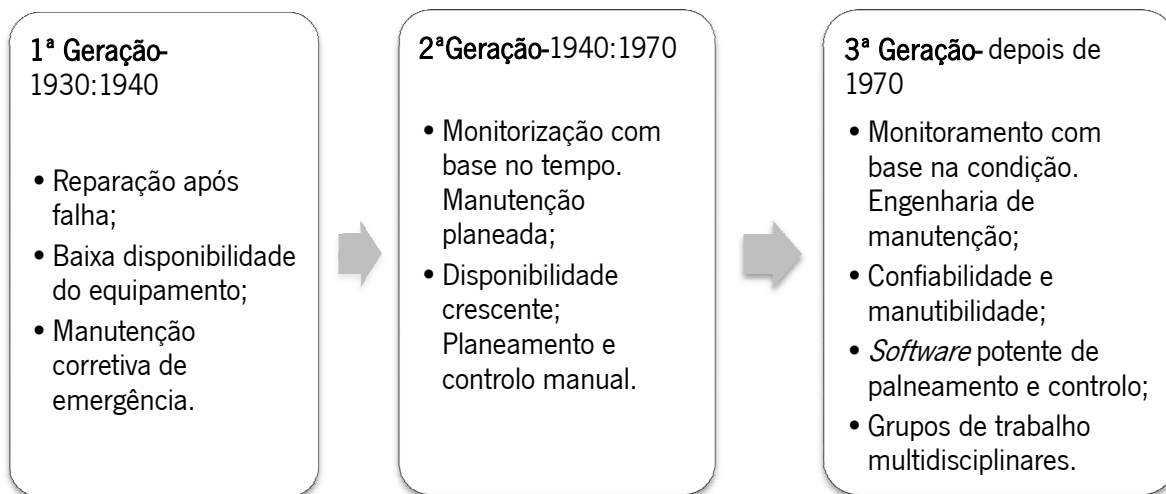 1ª Geração-
1930:1940
• Reparação após
falha;
• Baixa disponibilidade
do equipamento;
• Manutenção
corretiva de
emergência.
2ªGeração-1940:1970
• Monitorização com
base no tempo.
Manutenção
planeada;
• Disponibilidade
crescente;
Planeamento e
controlo manual.
3ª Geração- depois de
1970
• Monitoramento com
base na condição.
Engenharia de
manutenção;
• Confiabilidade e
manutibilidade;
• Software potente de
palneamento e controlo;
• Grupos de trabalho
multidisciplinares.